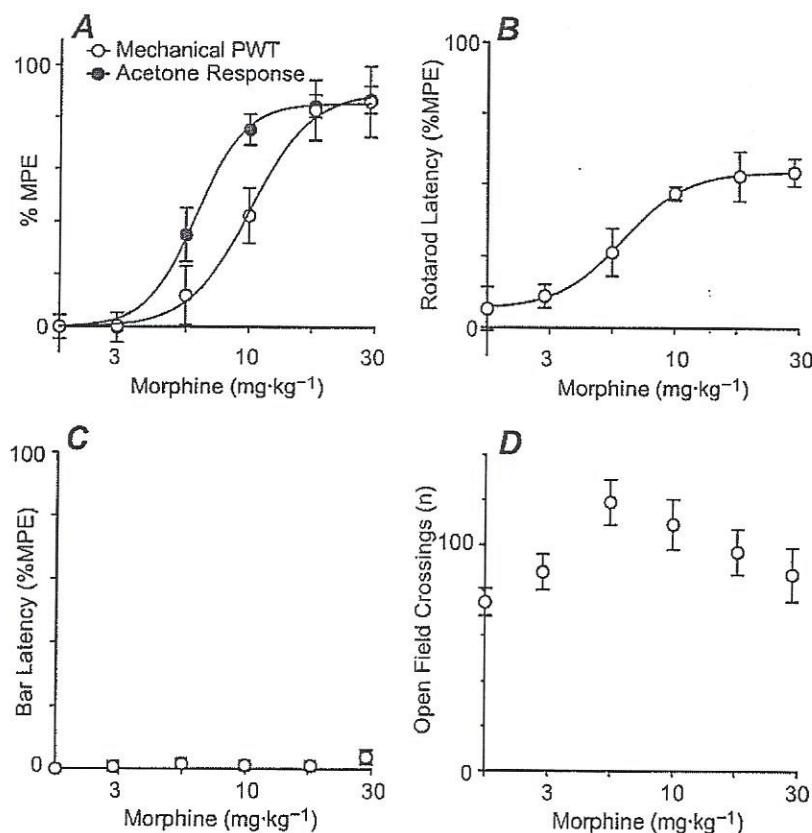 A
Mechanical PWT
Acetone Response
100
% MPE
0
3 10 30
Morphine (mg·kg⁻¹)
B
100
Rotarod Latency (%MPE)
0
3 10 30
Morphine (mg·kg⁻¹)
C
100
Bar Latency (%MPE)
0
3 10 30
Morphine (mg·kg⁻¹)
D
Open Field Crossings (n)
100
0
3 10 30
Morphine (mg·kg⁻¹)